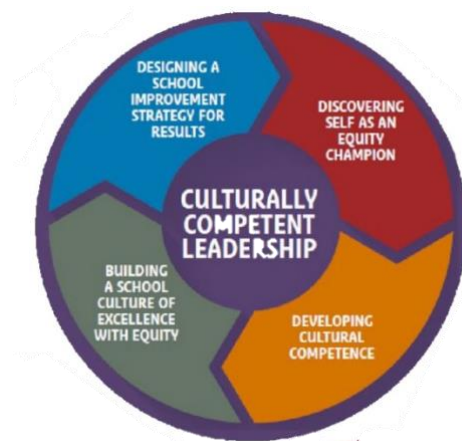 DESIGNING A
SCHOOL
IMPROVEMENT
STRATEGY FOR
RESULTS
DISCOVERING
SELF AS AN
EQUITY
CHAMPION
CULTURALLY
COMPETENT
LEADERSHIP
BUILDING
A SCHOOL
CULTURE OF
EXCELLENCE
WITH EQUITY
DEVELOPING
CULTURAL
COMPETENCE